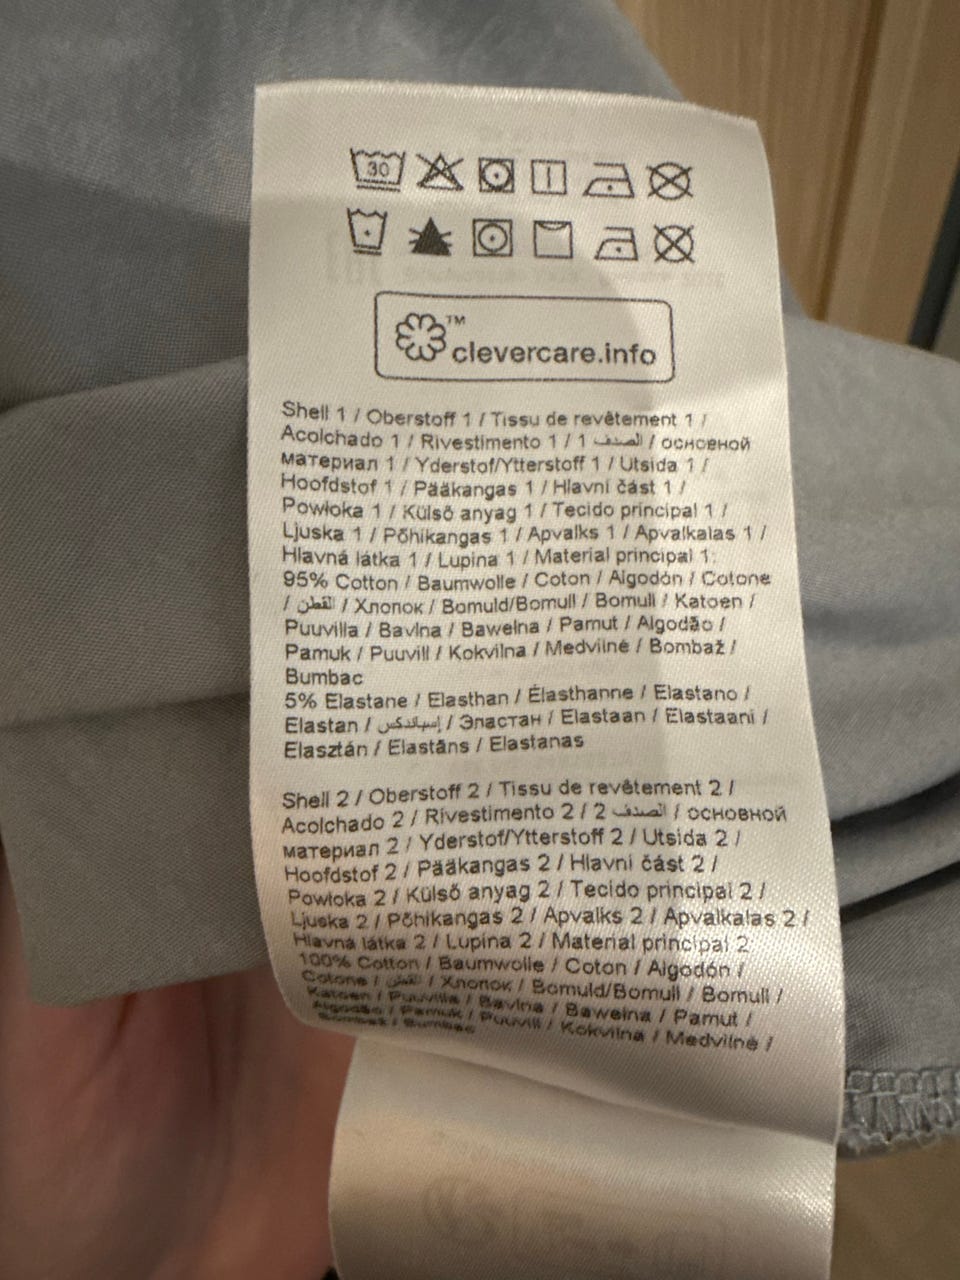 30
™
clevercare.info
Shell 1 / Oberstoff 1 / Tissu de revêtement 1 /
Acolchado 1 / Rivestimento 1 / 1 الصدف / основной
материал 1 / Yderstof/Ytterstoff 1 / Utsida 1 /
Hoofdstof 1 / Pääkangas 1 / Hlavní část 1 /
Powłoka 1 / Külső anyag 1 / Tecido principal 1 /
Ljuska 1 / Põhikangas 1 / Apvalks 1 / Apvalkalas 1 /
Hlavná látka 1 / Lupina 1 / Material principal 1:
95% Cotton / Baumwolle / Coton / Algodón / Cotone
/ القطن / Хлопок / Bomuld/Bomull / Bomull / Katoen /
Puuvilla / Bavlna / Bawełna / Pamut / Algodão /
Pamuk / Puuvill / Kokvilna / Medvilnė / Bombaž /
Bumbac
5% Elastane / Elasthan / Élasthanne / Elastano /
Elastan / إسباندكس / Эластан / Elastaan / Elastaani /
Elasztán / Elastāns / Elastanas
Shell 2 / Oberstoff 2 / Tissu de revêtement 2 /
Acolchado 2 / Rivestimento 2 / 2 الصدف / основной
материал 2 / Yderstof/Ytterstoff 2 / Utsida 2 /
Hoofdstof 2 / Pääkangas 2 / Hlavní část 2 /
Powłoka 2 / Külső anyag 2 / Tecido principal 2 /
Ljuska 2 / Põhikangas 2 / Apvalks 2 / Apvalkalas 2 /
Hlavná látka 2 / Lupina 2 / Material principal 2
100% Cotton / Baumwolle / Coton / Algodón /
Cotone / القطن / Хлопок / Bomuld/Bomull / Bomull /
Katoen / Puuvilla / Bavlna / Bawełna / Pamut /
Algodão / Pamuk / Puuvill / Kokvilna / Medvilnė /
Bombaž / Bumbac